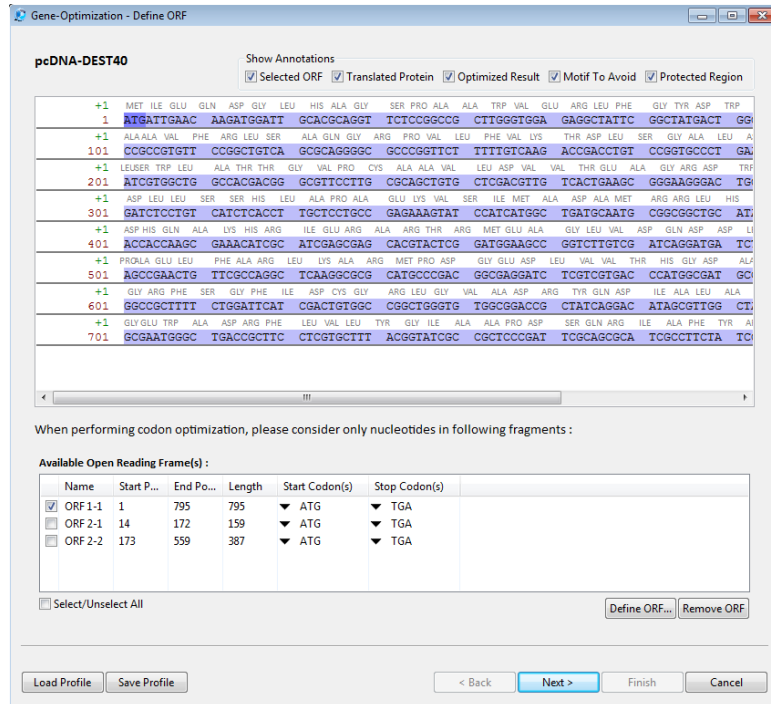 Gene-Optimization - Define ORF
pcDNA-DEST40
Show Annotations
Selected ORF Translated Protein Optimized Result Motif To Avoid Protected Region
+1 MET ILE GLU GLN ASP GLY LEU HIS ALA GLY SER PRO ALA ALA TRP VAL GLU ARG LEU PHE GLY TYR ASP TRP
1 ATGATTGAAC AAGATGGATT GCACGCAGGT TCTCCGGCCG CTTGGGTGGA GAGGCTATTC GGCTATGACT GG
+1 ALA ALA VAL PHE ARG LEU SER ALA GLN GLY ARG PRO VAL LEU PHE VAL LYS THR ASP LEU SER GLY ALA LEU
101 CCGCCGTGTT CCGGCTGTCA GCGCAGGGGC GCCCGGTTCT TTTTGTCAAG ACCGACCTGT CCGGTGCCCT GA
+1 LEUSER TRP LEU ALA THR THR GLY VAL PRO CYS ALA ALA VAL LEU ASP VAL VAL THR GLU ALA GLY ARG ASP
201 ATCGTGGCTG GCCACGACGG GCGTTCCTTG CGCAGCTGTG CTCGACGTTG TCACTGAAGC GGGAAGGGAC TG
+1 ASP LEU LEU SER SER HIS LEU ALA PRO ALA GLU LYS VAL SER ILE MET ALA ASP ALA MET ARG ARG LEU HIS
301 GATCTCCTGT CATCTCACCT TGCTCCTGCC GAGAAAGTAT CCATCATGGC TGATGCAATG CGGCGGCTGC AT
+1 ASP HIS GLN ALA LYS HIS ARG ILE GLU ARG ALA ARG THR ARG MET GLU ALA GLY LEU VAL ASP GLN ASP ASP
401 ACCACCAAGC GAAACATCGC ATCGAGCGAG CACGTACTCG GATGGAAGCC GGTCTTGTCG ATCAGGATGA TC
+1 PROALA GLU LEU PHE ALA ARG LEU LYS ALA ARG MET PRO ASP GLY GLU ASP LEU VAL VAL THR HIS GLY ASP
501 AGCCGAACTG TTCGCCAGGC TCAAGGCGCG CATGCCCGAC GGCGAGGATC TCGTCGTGAC CCATGGCGAT GC
+1 GLY ARG PHE SER GLY PHE ILE ASP CYS GLY ARG LEU GLY VAL ALA ASP ARG TYR GLN ASP ILE ALA LEU ALA
601 GGCCGCTTTT CTGGATTCAT CGACTGTGGC CGGCTGGGTG TGGCGGACCG CTATCAGGAC ATAGCGTTGG CT
+1 GLY GLU TRP ALA ASP ARG PHE LEU VAL LEU TYR GLY ILE ALA ALA PRO ASP SER GLN ARG ILE ALA PHE TYR
701 GCGAATGGGC TGACCGCTTC CTCGTGCTTT ACGGTATCGC CGCTCCCGAT TCGCAGCGCA TCGCCTTCTA TC
When performing codon optimization, please consider only nucleotides in following fragments :
Available Open Reading Frame(s) :
Name Start P... End Po... Length Start Codon(s) Stop Codon(s)
ORF 1-1 1 795 795 ATG TGA
ORF 2-1 14 172 159 ATG TGA
ORF 2-2 173 559 387 ATG TGA
Select/Unselect All
Define ORF... Remove ORF
Load Profile Save Profile < Back Next > Finish Cancel